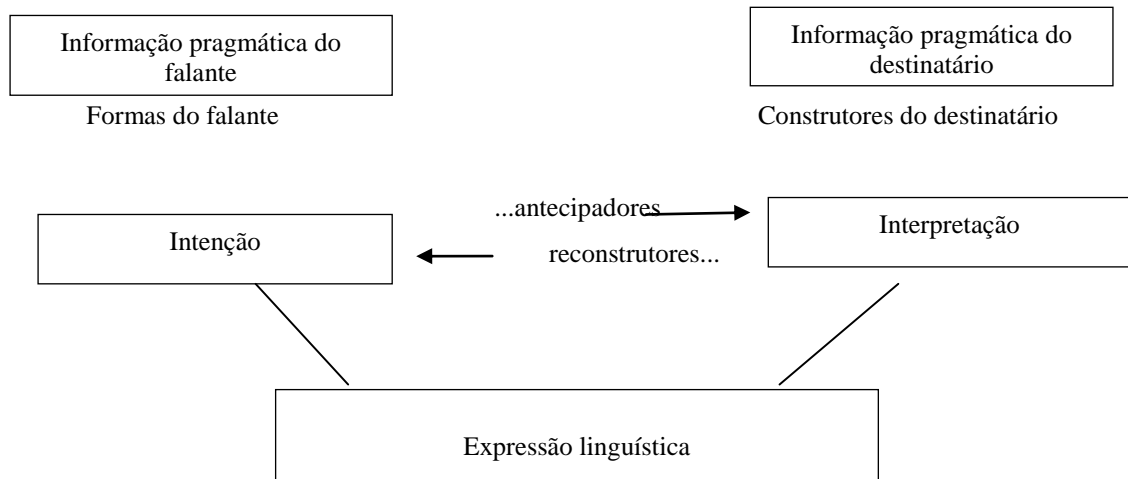 Informação pragmática do
falante
Informação pragmática do
destinatário
Formas do falante
Construtores do destinatário
...antecipadores
Intenção
Interpretação
reconstrutores...
Expressão linguística